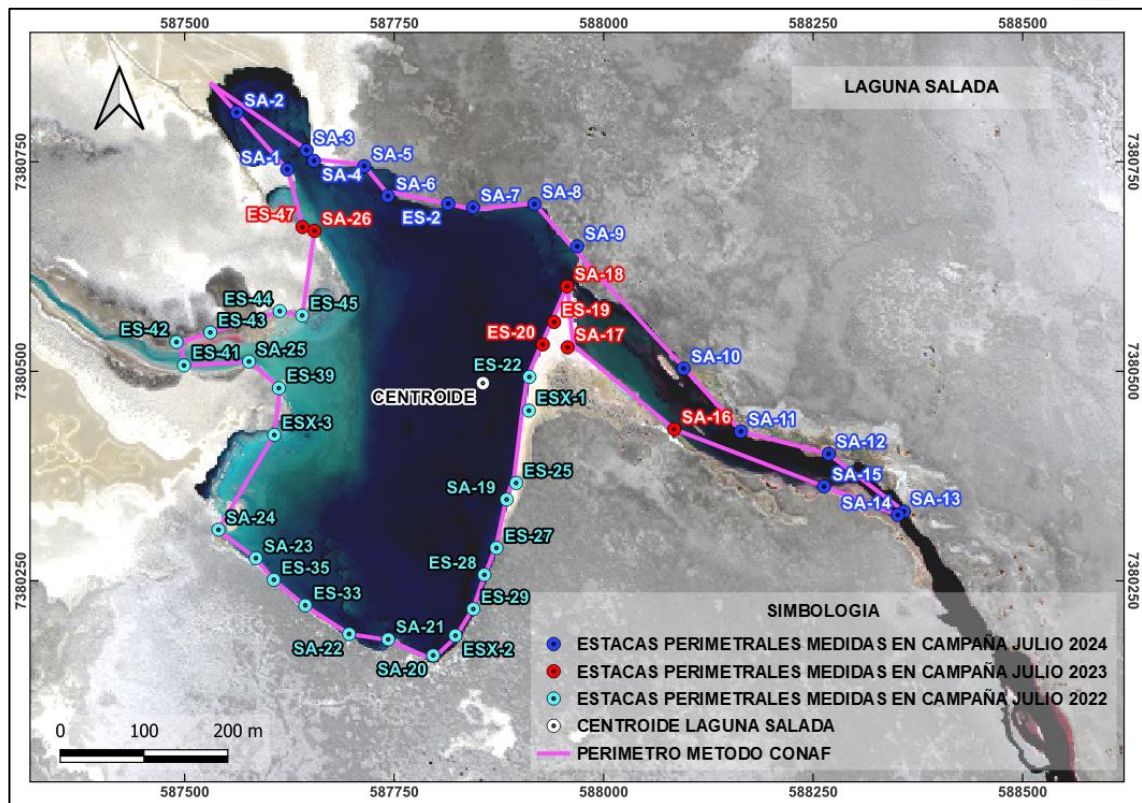 587500 587750 588000 588250 588500
LAGUNA SALADA
SA-2
SA-3
SA-1
SA-4
SA-5
SA-6
ES-2
SA-7
SA-8
7380750
7380750
ES-47
SA-26
SA-9
SA-18
ES-44
ES-45
ES-19
ES-42
ES-43
ES-20
SA-17
ES-41
SA-25
ES-22
SA-10
7380500
7380500
ES-39
CENTROIDE
ESX-1
ESX-3
SA-16
SA-11
SA-12
ES-25
SA-15
SA-19
SA-14
SA-13
SA-24
ES-27
SA-23
ES-28
ES-35
7380250
7380250
ES-33
ES-29
SA-21
SA-22
ESX-2
SA-20
SIMBOLOGIA
ESTACAS PERIMETRALES MEDIDAS EN CAMPAÑA JULIO 2024
ESTACAS PERIMETRALES MEDIDAS EN CAMPAÑA JULIO 2023
ESTACAS PERIMETRALES MEDIDAS EN CAMPAÑA JULIO 2022
CENTROIDE LAGUNA SALADA
PERIMETRO METODO CONAF
0 100 200 m
587500 587750 588000 588250 588500